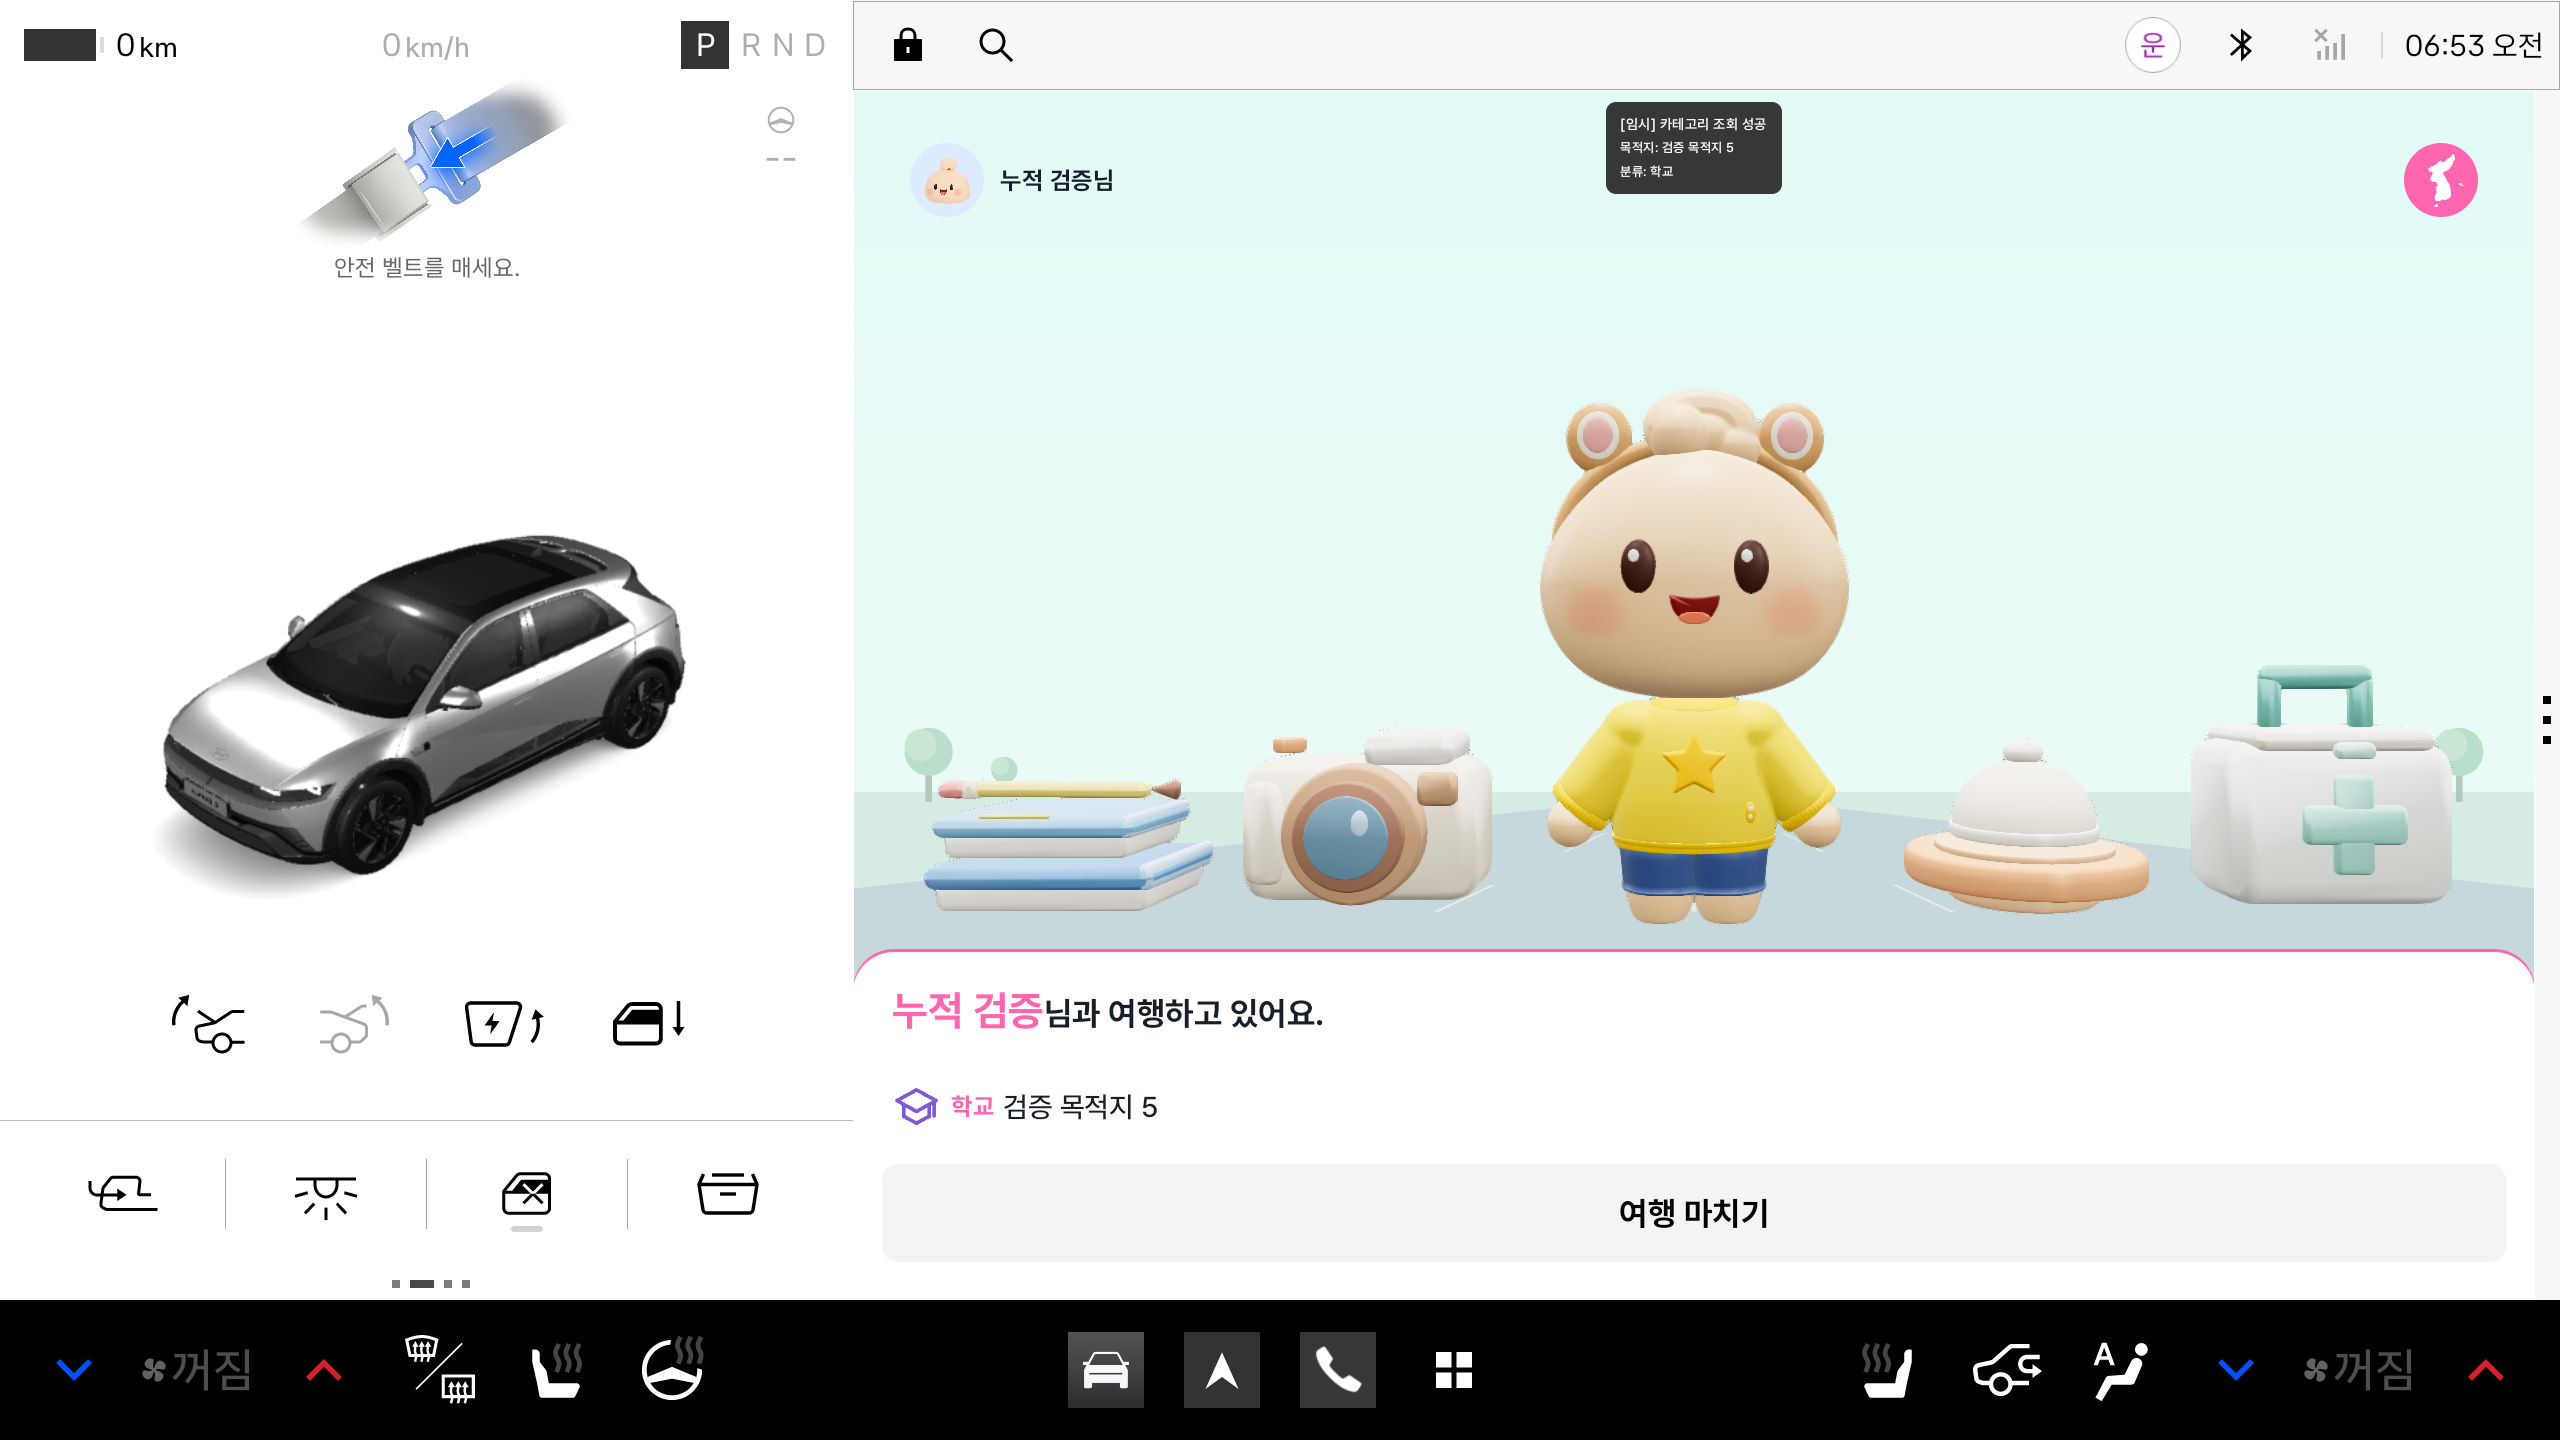 0 km
0 km/h
P R N D
안전 벨트를 매세요.
운
06:53 오전
[임시] 카테고리 조회 성공
목적지: 검증 목적지 5
분류: 학교
누적 검증님
누적 검증님과 여행하고 있어요.
학교 검증 목적지 5
여행 마치기
꺼짐
A
꺼짐